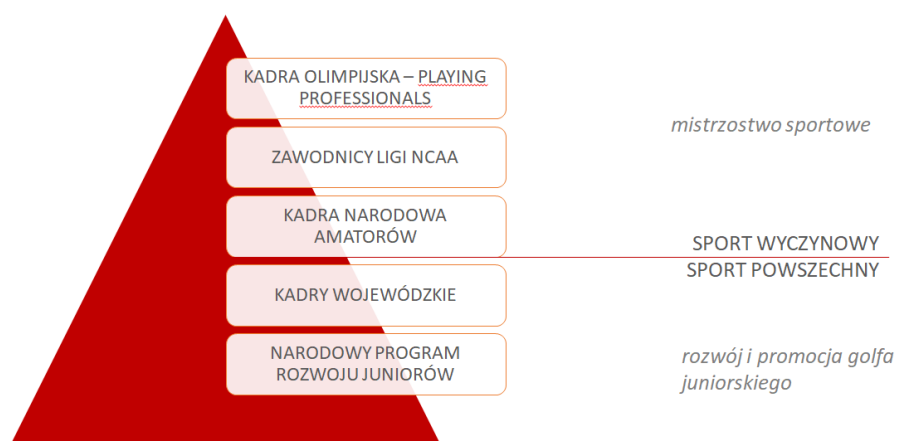 KADRA OLIMPIJSKA – PLAYING
PROFESSIONALS
mistrzostwo sportowe
ZAWODNICY LIGI NCAA
KADRA NARODOWA
AMATORÓW
SPORT WYCZYNOWY
SPORT POWSZECHNY
KADRY WOJEWÓDZKIE
NARODOWY PROGRAM
ROZWOJU JUNIORÓW
rozwój i promocja golfa
juniorskiego